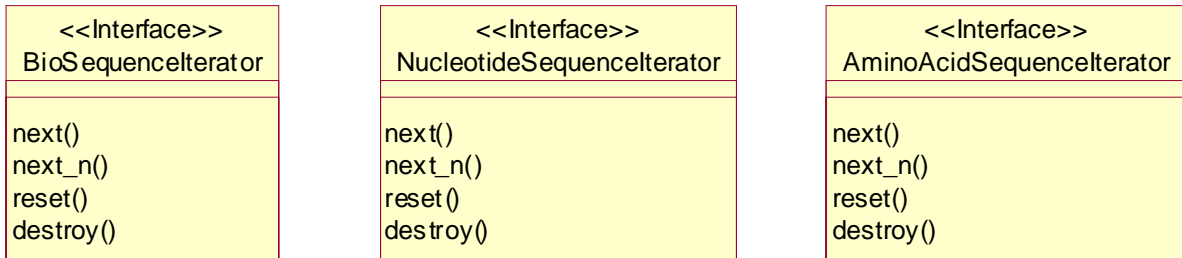 <<Interface>>
BioSequenceIterator
next()
next_n()
reset()
destroy()
<<Interface>>
NucleotideSequenceIterator
next()
next_n()
reset()
destroy()
<<Interface>>
AminoAcidSequenceIterator
next()
next_n()
reset()
destroy()